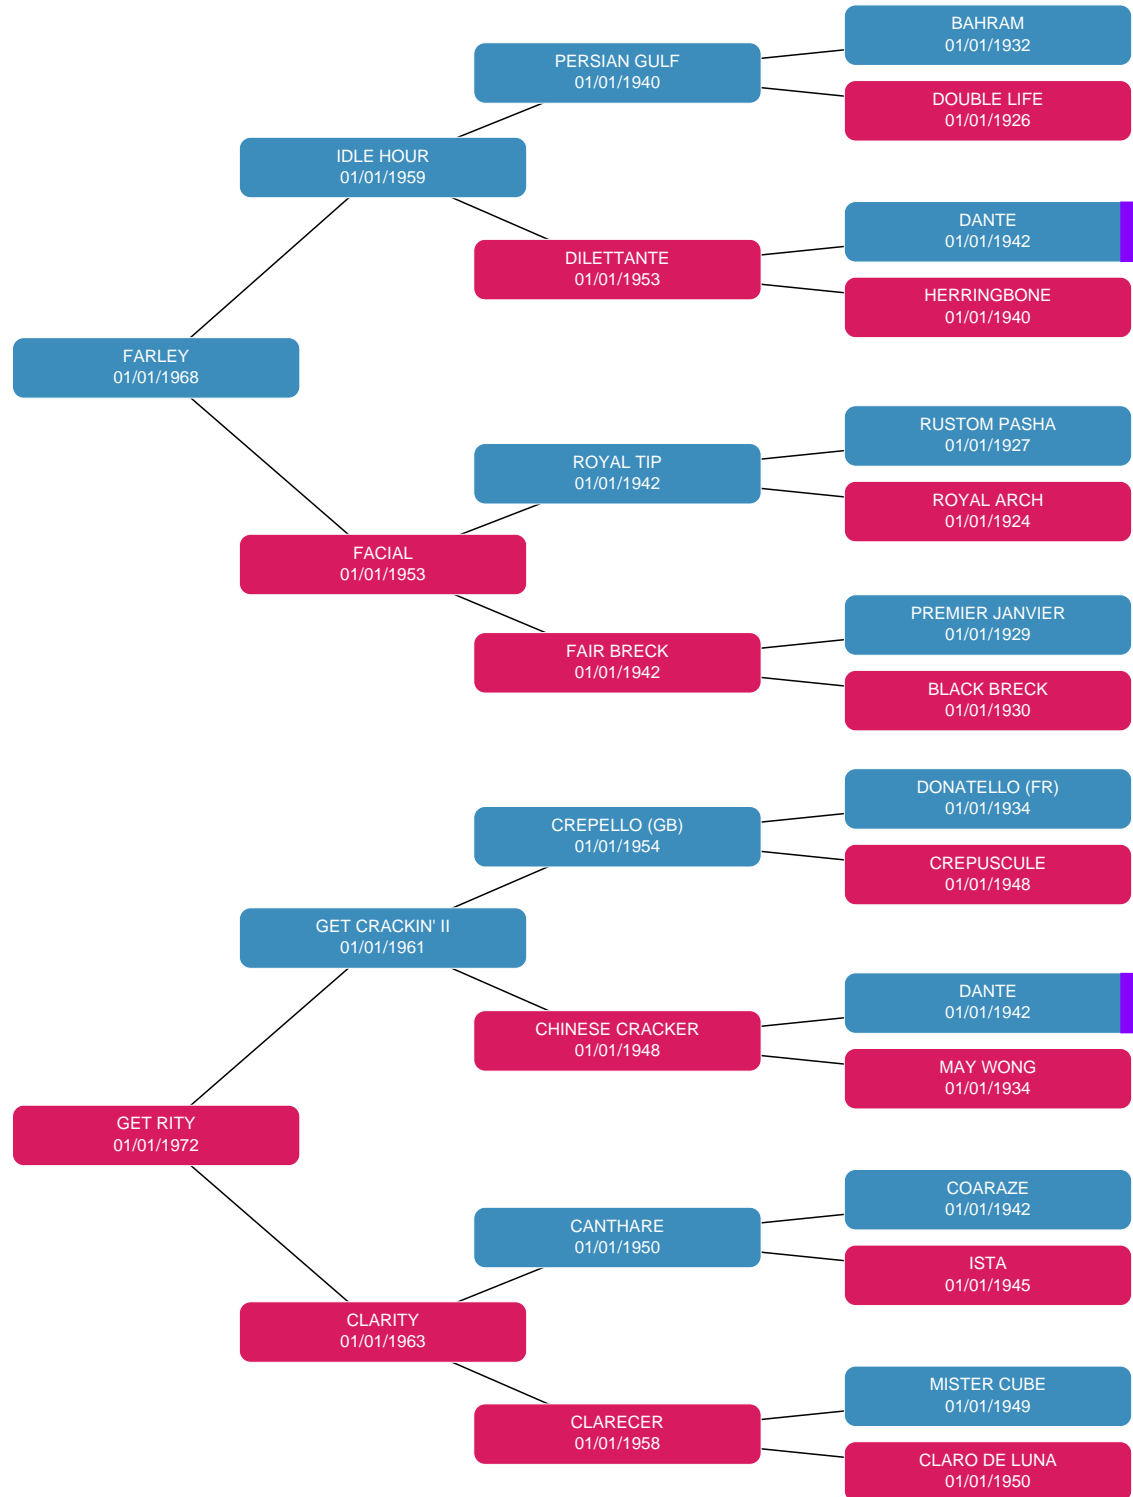 BAHRAM
01/01/1932
PERSIAN GULF
01/01/1940
DOUBLE LIFE
01/01/1926
IDLE HOUR
01/01/1959
DANTE
01/01/1942
DILETTANTE
01/01/1953
HERRINGBONE
01/01/1940
FARLEY
01/01/1968
RUSTOM PASHA
01/01/1927
ROYAL TIP
01/01/1942
ROYAL ARCH
01/01/1924
FACIAL
01/01/1953
PREMIER JANVIER
01/01/1929
FAIR BRECK
01/01/1942
BLACK BRECK
01/01/1930
DONATELLO (FR)
01/01/1934
CREPELLO (GB)
01/01/1954
CREPUSCULE
01/01/1948
GET CRACKIN' II
01/01/1961
DANTE
01/01/1942
CHINESE CRACKER
01/01/1948
MAY WONG
01/01/1934
GET RITY
01/01/1972
COARAZE
01/01/1942
CANTHARE
01/01/1950
ISTA
01/01/1945
CLARITY
01/01/1963
MISTER CUBE
01/01/1949
CLARECER
01/01/1958
CLARO DE LUNA
01/01/1950